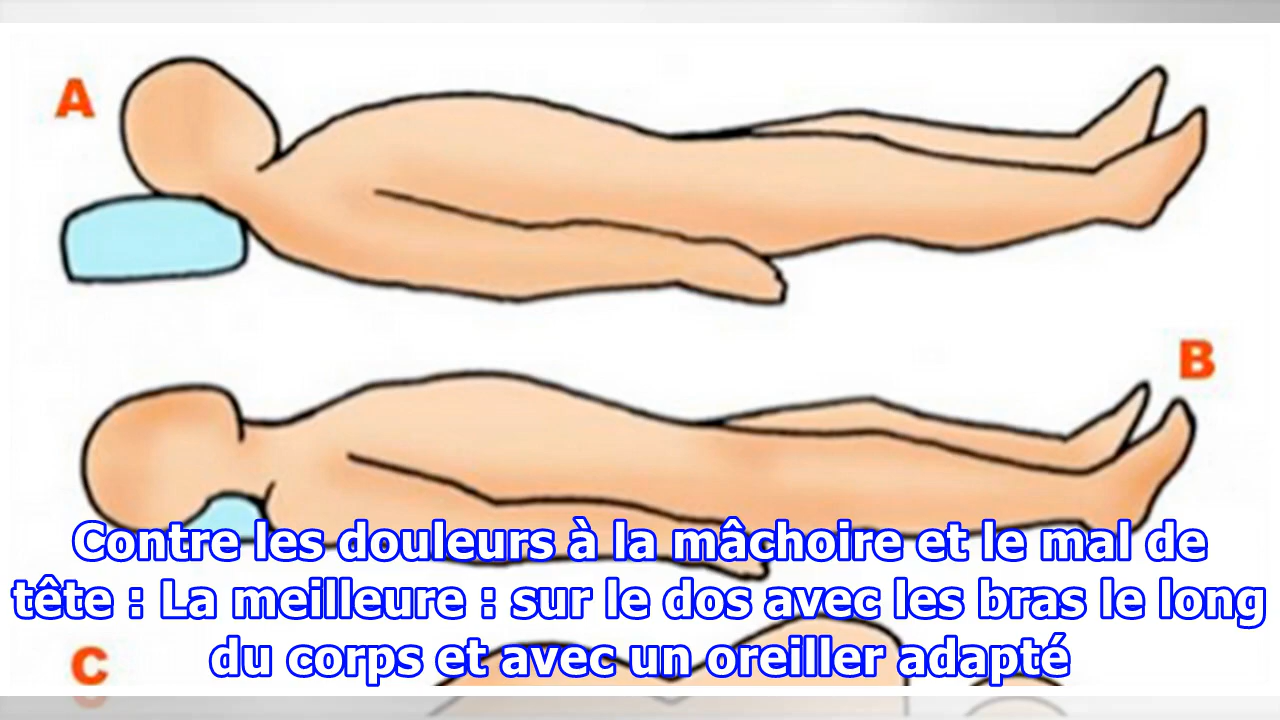 A
B
Contre les douleurs à la mâchoire et le mal de
tête : La meilleure : sur le dos avec les bras le long
du corps et avec un oreiller adapté
C